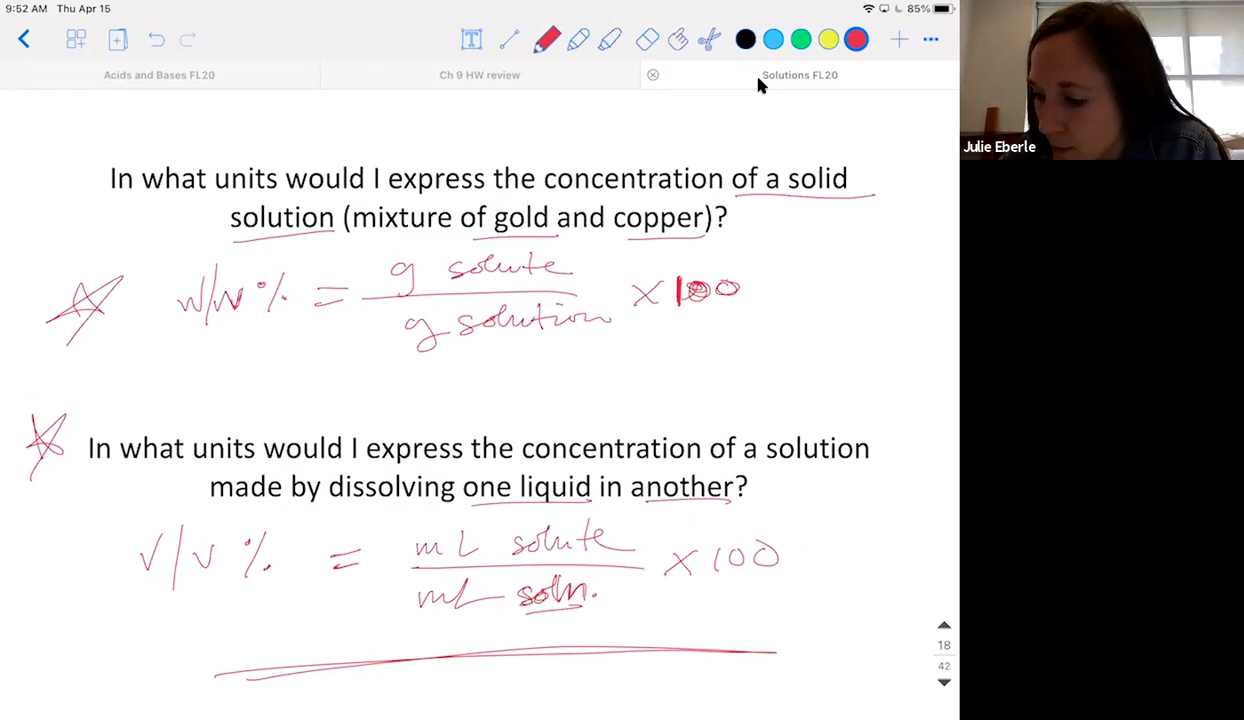 9:52 AM Thu Apr 15
85%
Acids and Bases FL20
Ch 9 HW review
Solutions FL20
Julie Eberle
In what units would I express the concentration of a solid
solution (mixture of gold and copper)?
w/w % = g solute
g solution
x 100
In what units would I express the concentration of a solution
made by dissolving one liquid in another?
v/v % = mL solute
mL soln.
x 100
18
42